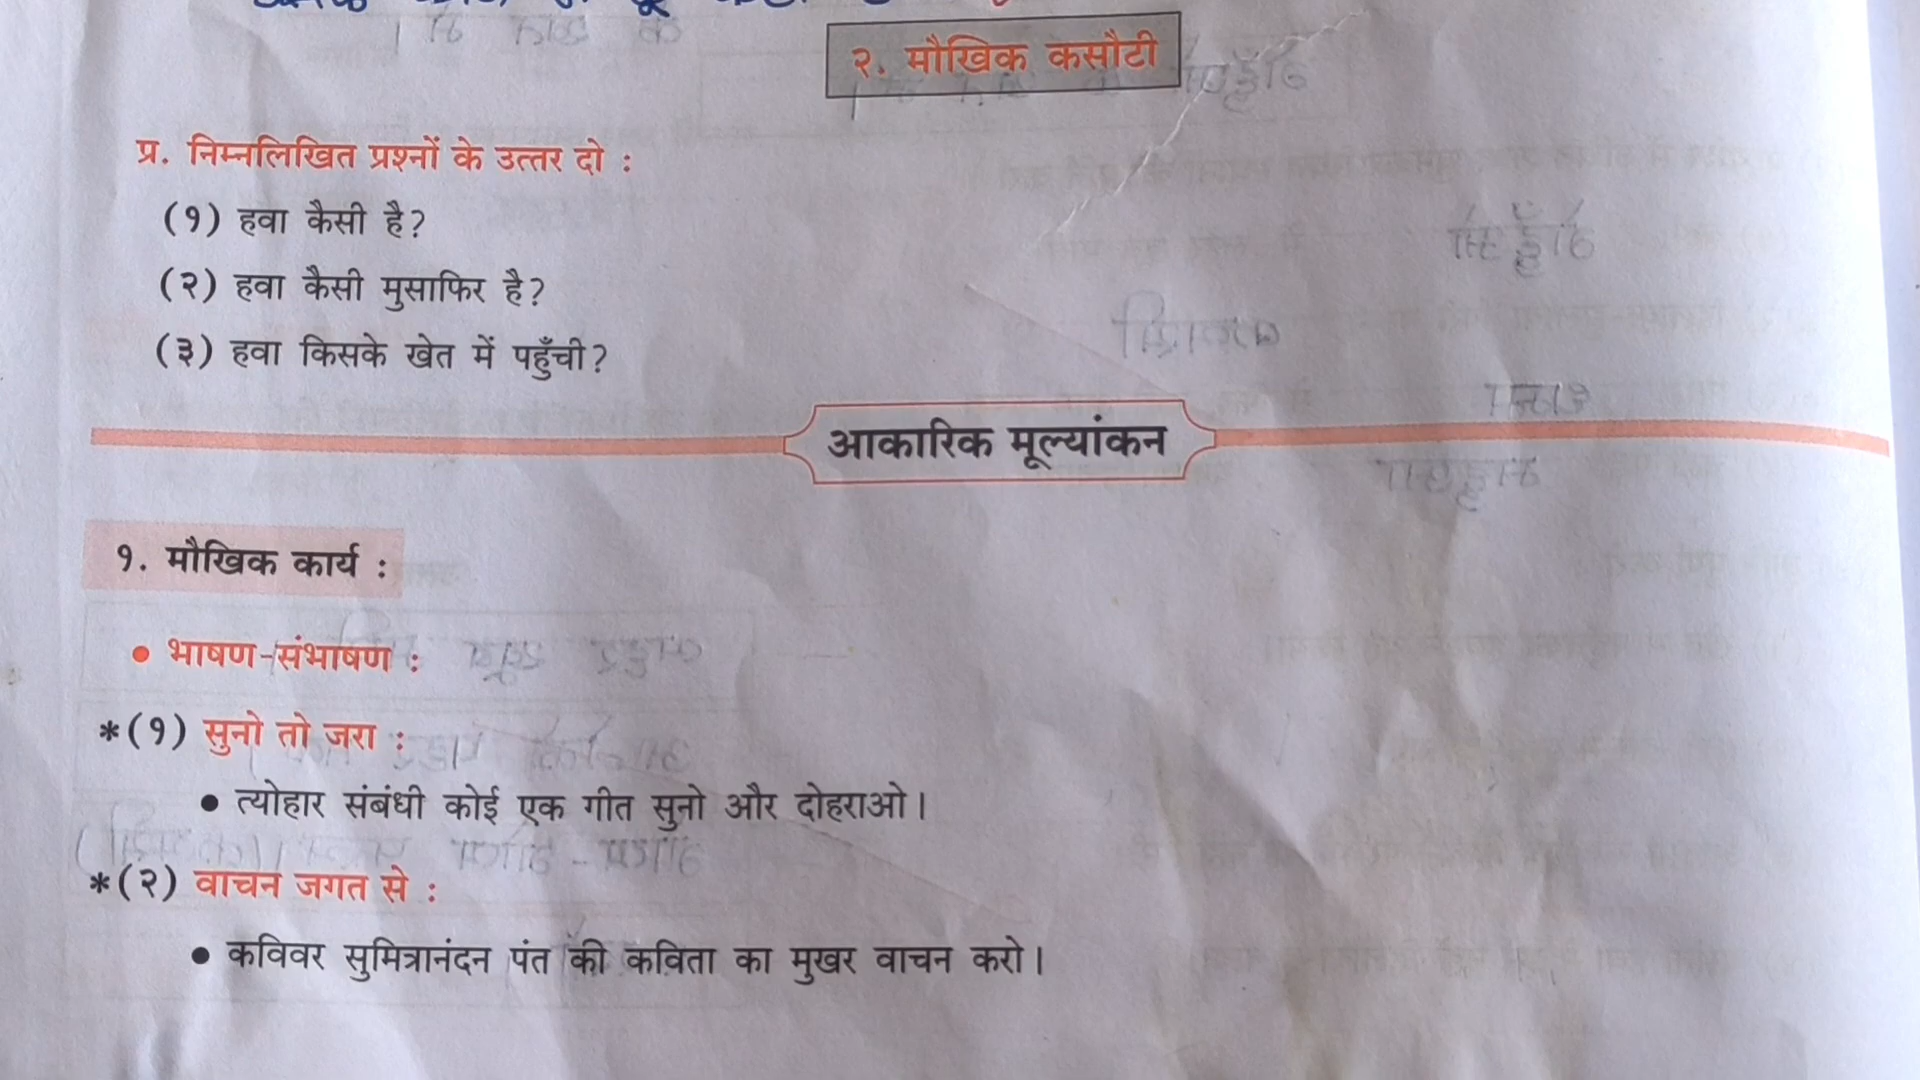 २. मौखिक कसौटी
प्र. निम्नलिखित प्रश्नों के उत्तर दो :
(१) हवा कैसी है?
(२) हवा कैसी मुसाफिर है?
(३) हवा किसके खेत में पहुँची?
आकारिक मूल्यांकन
१. मौखिक कार्य :
• भाषण-संभाषण :
*(१) सुनो तो जरा :
• त्योहार संबंधी कोई एक गीत सुनो और दोहराओ।
*(२) वाचन जगत से :
• कविवर सुमित्रानंदन पंत की कविता का मुखर वाचन करो।